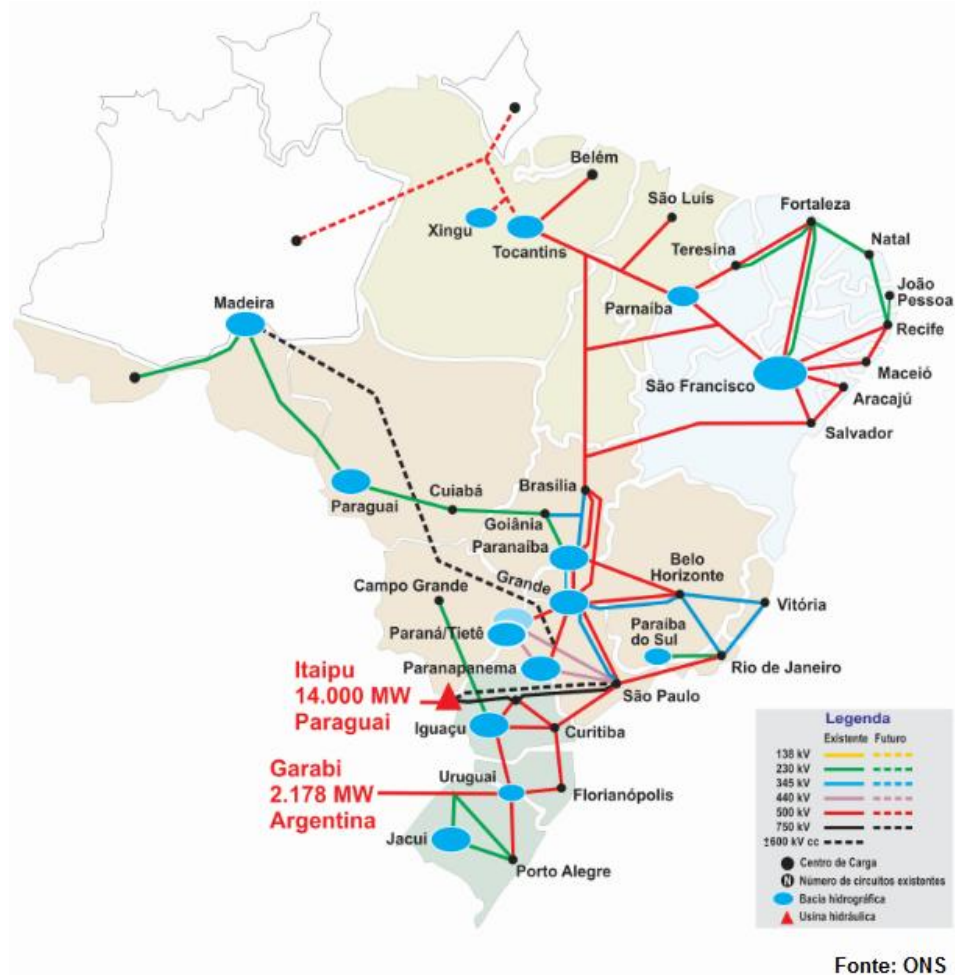 Belém
São Luís
Fortaleza
Xingu
Tocantins
Teresina
Natal
João
Pessoa
Madeira
Parnaíba
Recife
São Francisco
Maceió
Aracajú
Salvador
Brasília
Paraguai
Cuiabá
Goiânia
Paranaíba
Belo
Horizonte
Grande
Campo Grande
Vitória
Paraná/Tietê
Paraíba
do Sul
Paranapanema
Rio de Janeiro
Itaipu
14.000 MW
Paraguai
São Paulo
Iguaçu
Curitiba
Garabi
2.178 MW
Argentina
Uruguai
Florianópolis
Jacui
Porto Alegre
Legenda
Existente Futuro
138 kV
230 kV
345 kV
440 kV
500 kV
750 kV
±600 kV cc
Centro de Carga
N Número de circuitos existentes
Bacia hidrográfica
Usina hidráulica
Fonte: ONS